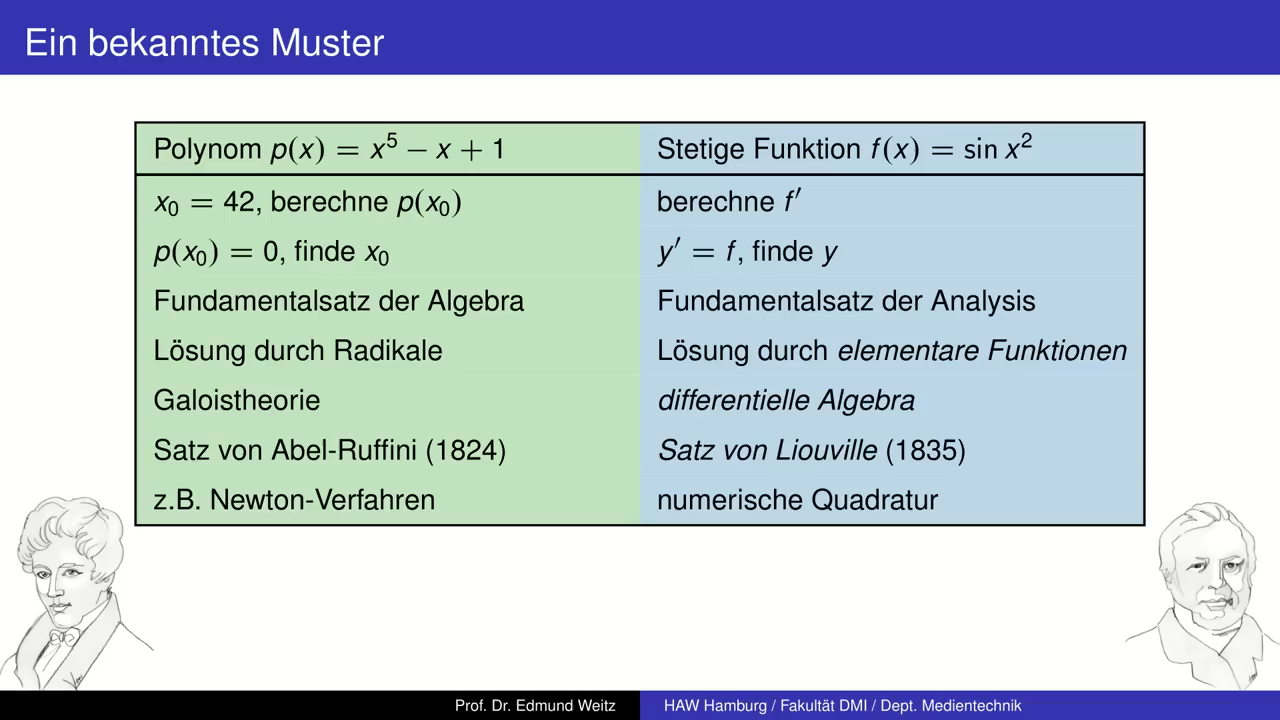 Ein bekanntes Muster
Polynom p(x) = x⁵ − x + 1
Stetige Funktion f(x) = sin x²
x₀ = 42, berechne p(x₀)
berechne f′
p(x₀) = 0, finde x₀
y′ = f, finde y
Fundamentalsatz der Algebra
Fundamentalsatz der Analysis
Lösung durch Radikale
Lösung durch elementare Funktionen
Galoistheorie
differentielle Algebra
Satz von Abel-Ruffini (1824)
Satz von Liouville (1835)
z.B. Newton-Verfahren
numerische Quadratur
Prof. Dr. Edmund Weitz
HAW Hamburg / Fakultät DMI / Dept. Medientechnik